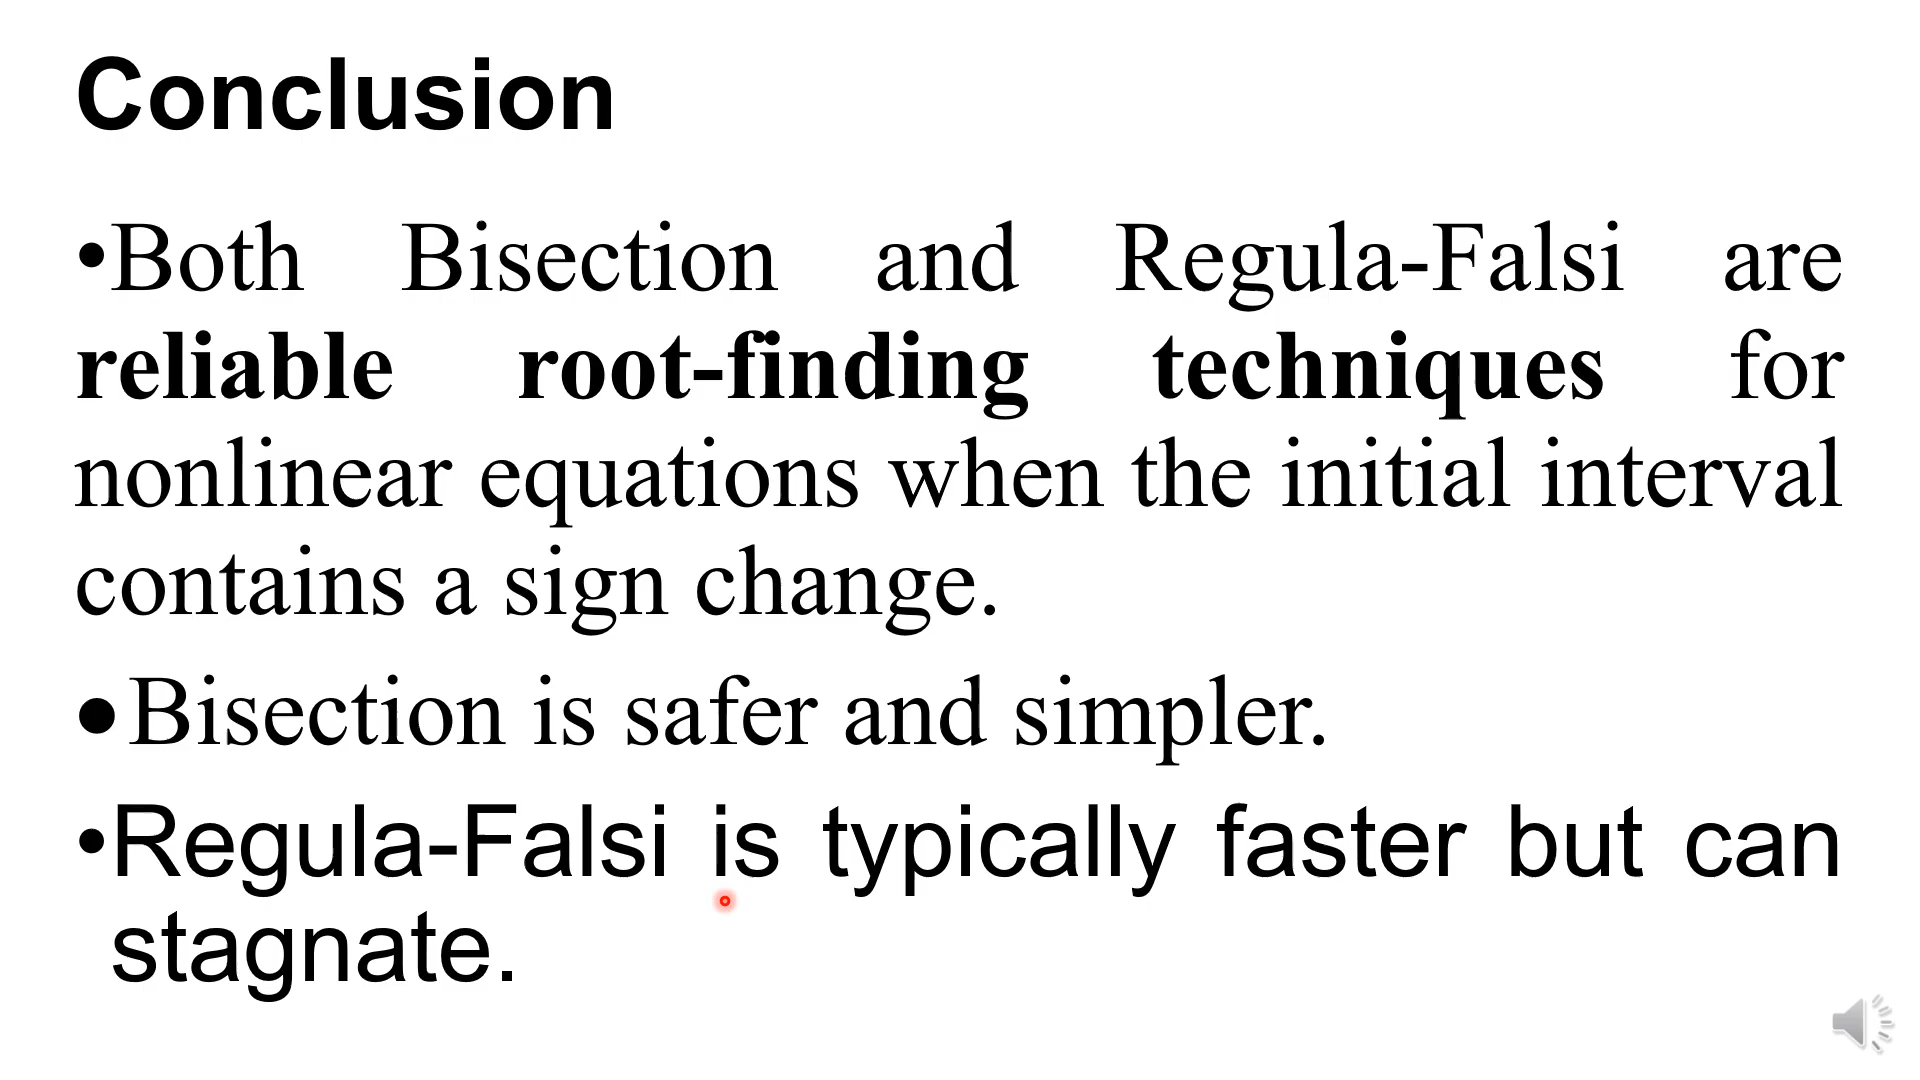 Conclusion
•Both Bisection and Regula-Falsi are
reliable root-finding techniques for
nonlinear equations when the initial interval
contains a sign change.
•Bisection is safer and simpler.
•Regula-Falsi is typically faster but can
stagnate.